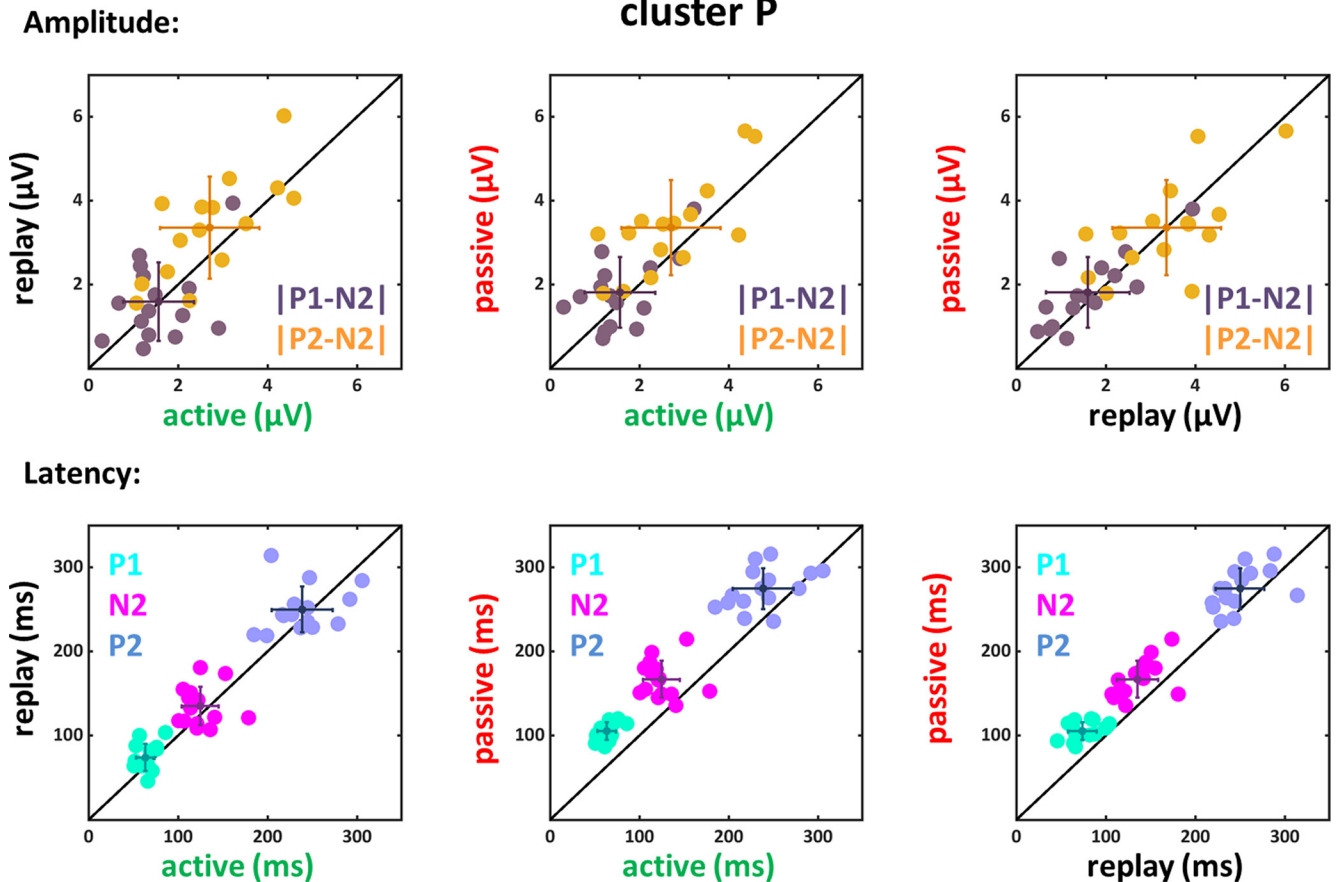 cluster P
Amplitude:
replay (µV)
6
4
2
0 2 4 6
|P1-N2|
|P2-N2|
active (µV)
passive (µV)
6
4
2
0 2 4 6
|P1-N2|
|P2-N2|
active (µV)
passive (µV)
6
4
2
0 2 4 6
|P1-N2|
|P2-N2|
replay (µV)
Latency:
replay (ms)
300
200
100
0 100 200 300
P1
N2
P2
active (ms)
passive (ms)
300
200
100
0 100 200 300
P1
N2
P2
active (ms)
passive (ms)
300
200
100
0 100 200 300
P1
N2
P2
replay (ms)